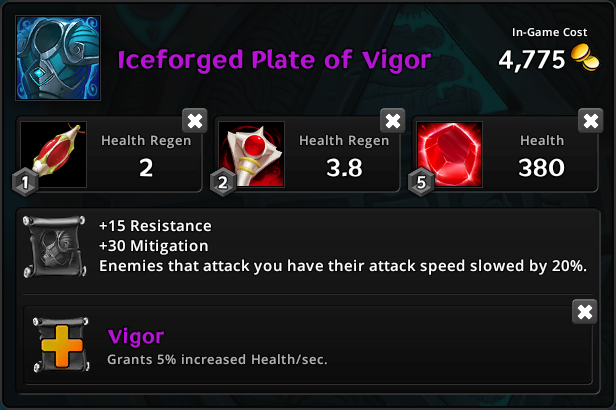 In-Game Cost
Iceforged Plate of Vigor
4,775
Health Regen
2
1
Health Regen
3.8
2
Health
380
5
+15 Resistance
+30 Mitigation
Enemies that attack you have their attack speed slowed by 20%.
Vigor
Grants 5% increased Health/sec.